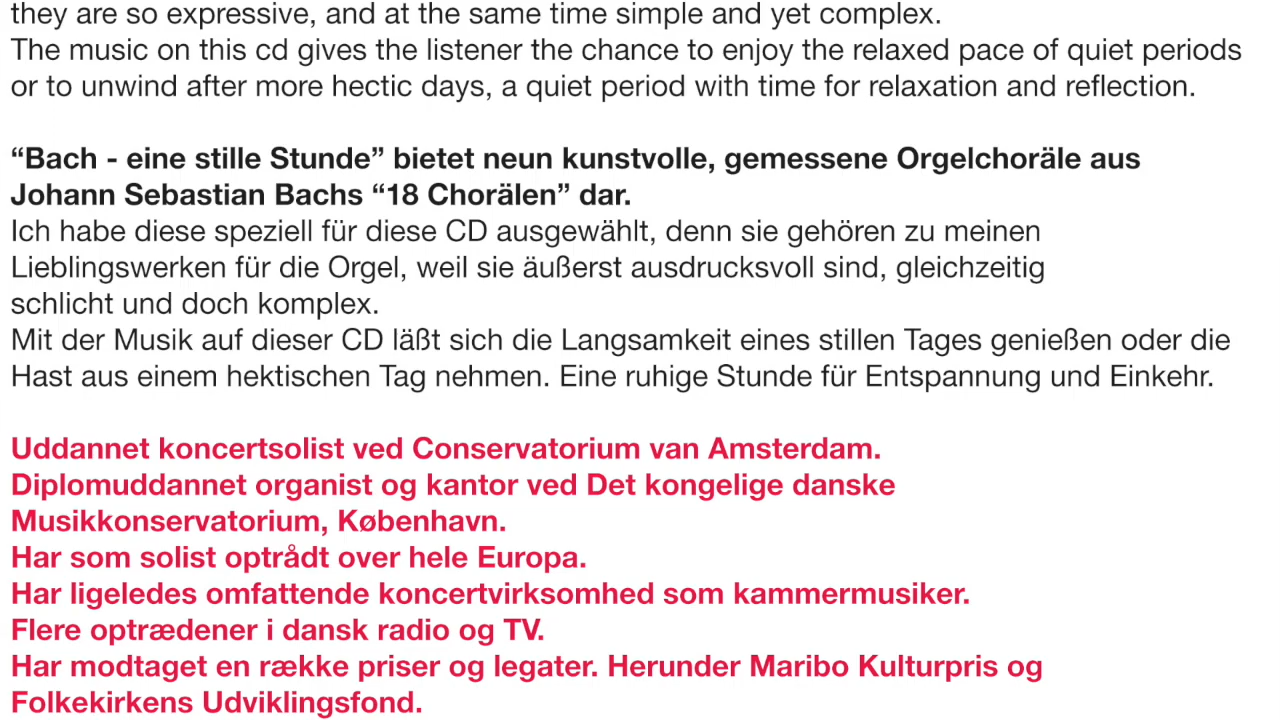 they are so expressive, and at the same time simple and yet complex.
The music on this cd gives the listener the chance to enjoy the relaxed pace of quiet periods
or to unwind after more hectic days, a quiet period with time for relaxation and reflection.
“Bach - eine stille Stunde” bietet neun kunstvolle, gemessene Orgelchoräle aus
Johann Sebastian Bachs “18 Chorälen” dar.
Ich habe diese speziell für diese CD ausgewählt, denn sie gehören zu meinen
Lieblingswerken für die Orgel, weil sie äußerst ausdrucksvoll sind, gleichzeitig
schlicht und doch komplex.
Mit der Musik auf dieser CD läßt sich die Langsamkeit eines stillen Tages genießen oder die
Hast aus einem hektischen Tag nehmen. Eine ruhige Stunde für Entspannung und Einkehr.
Uddannet koncertsolist ved Conservatorium van Amsterdam.
Diplomuddannet organist og kantor ved Det kongelige danske
Musikkonservatorium, København.
Har som solist optrådt over hele Europa.
Har ligeledes omfattende koncertvirksomhed som kammermusiker.
Flere optrædener i dansk radio og TV.
Har modtaget en række priser og legater. Herunder Maribo Kulturpris og
Folkekirkens Udviklingsfond.